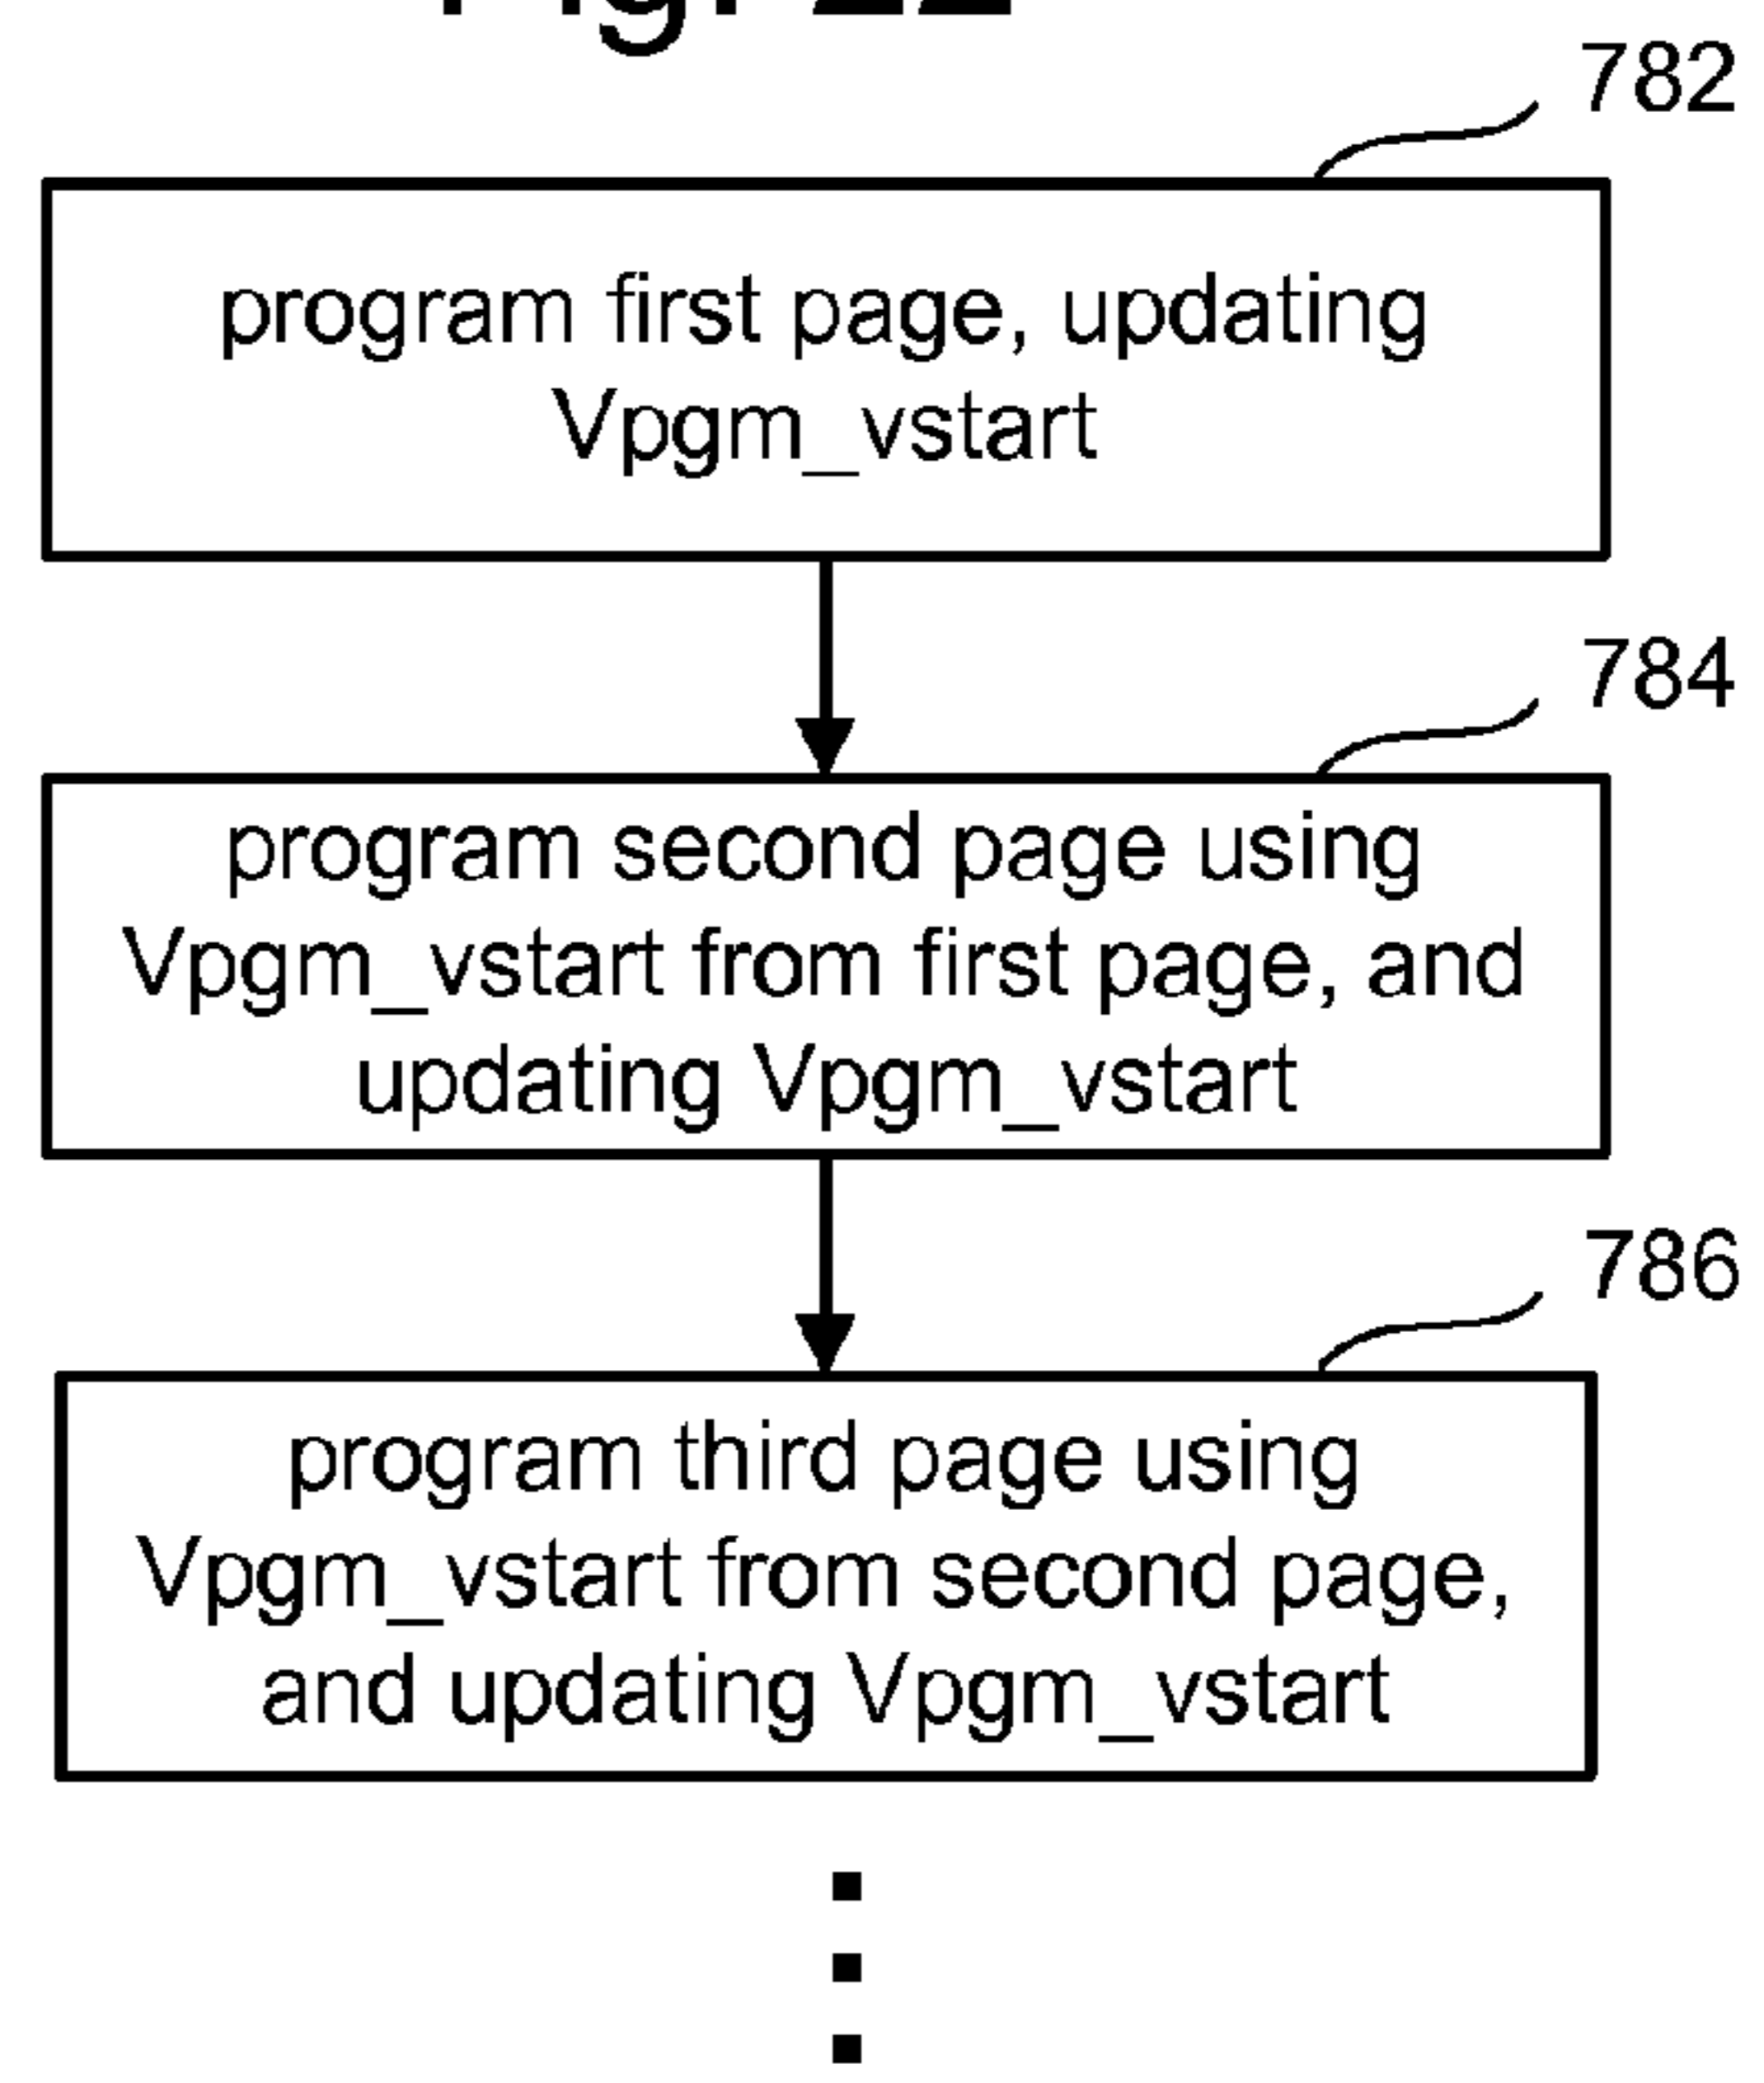 782
program first page, updating
Vpgm_vstart
784
program second page using
Vpgm_vstart from first page, and
updating Vpgm_vstart
786
program third page using
Vpgm_vstart from second page,
and updating Vpgm_vstart